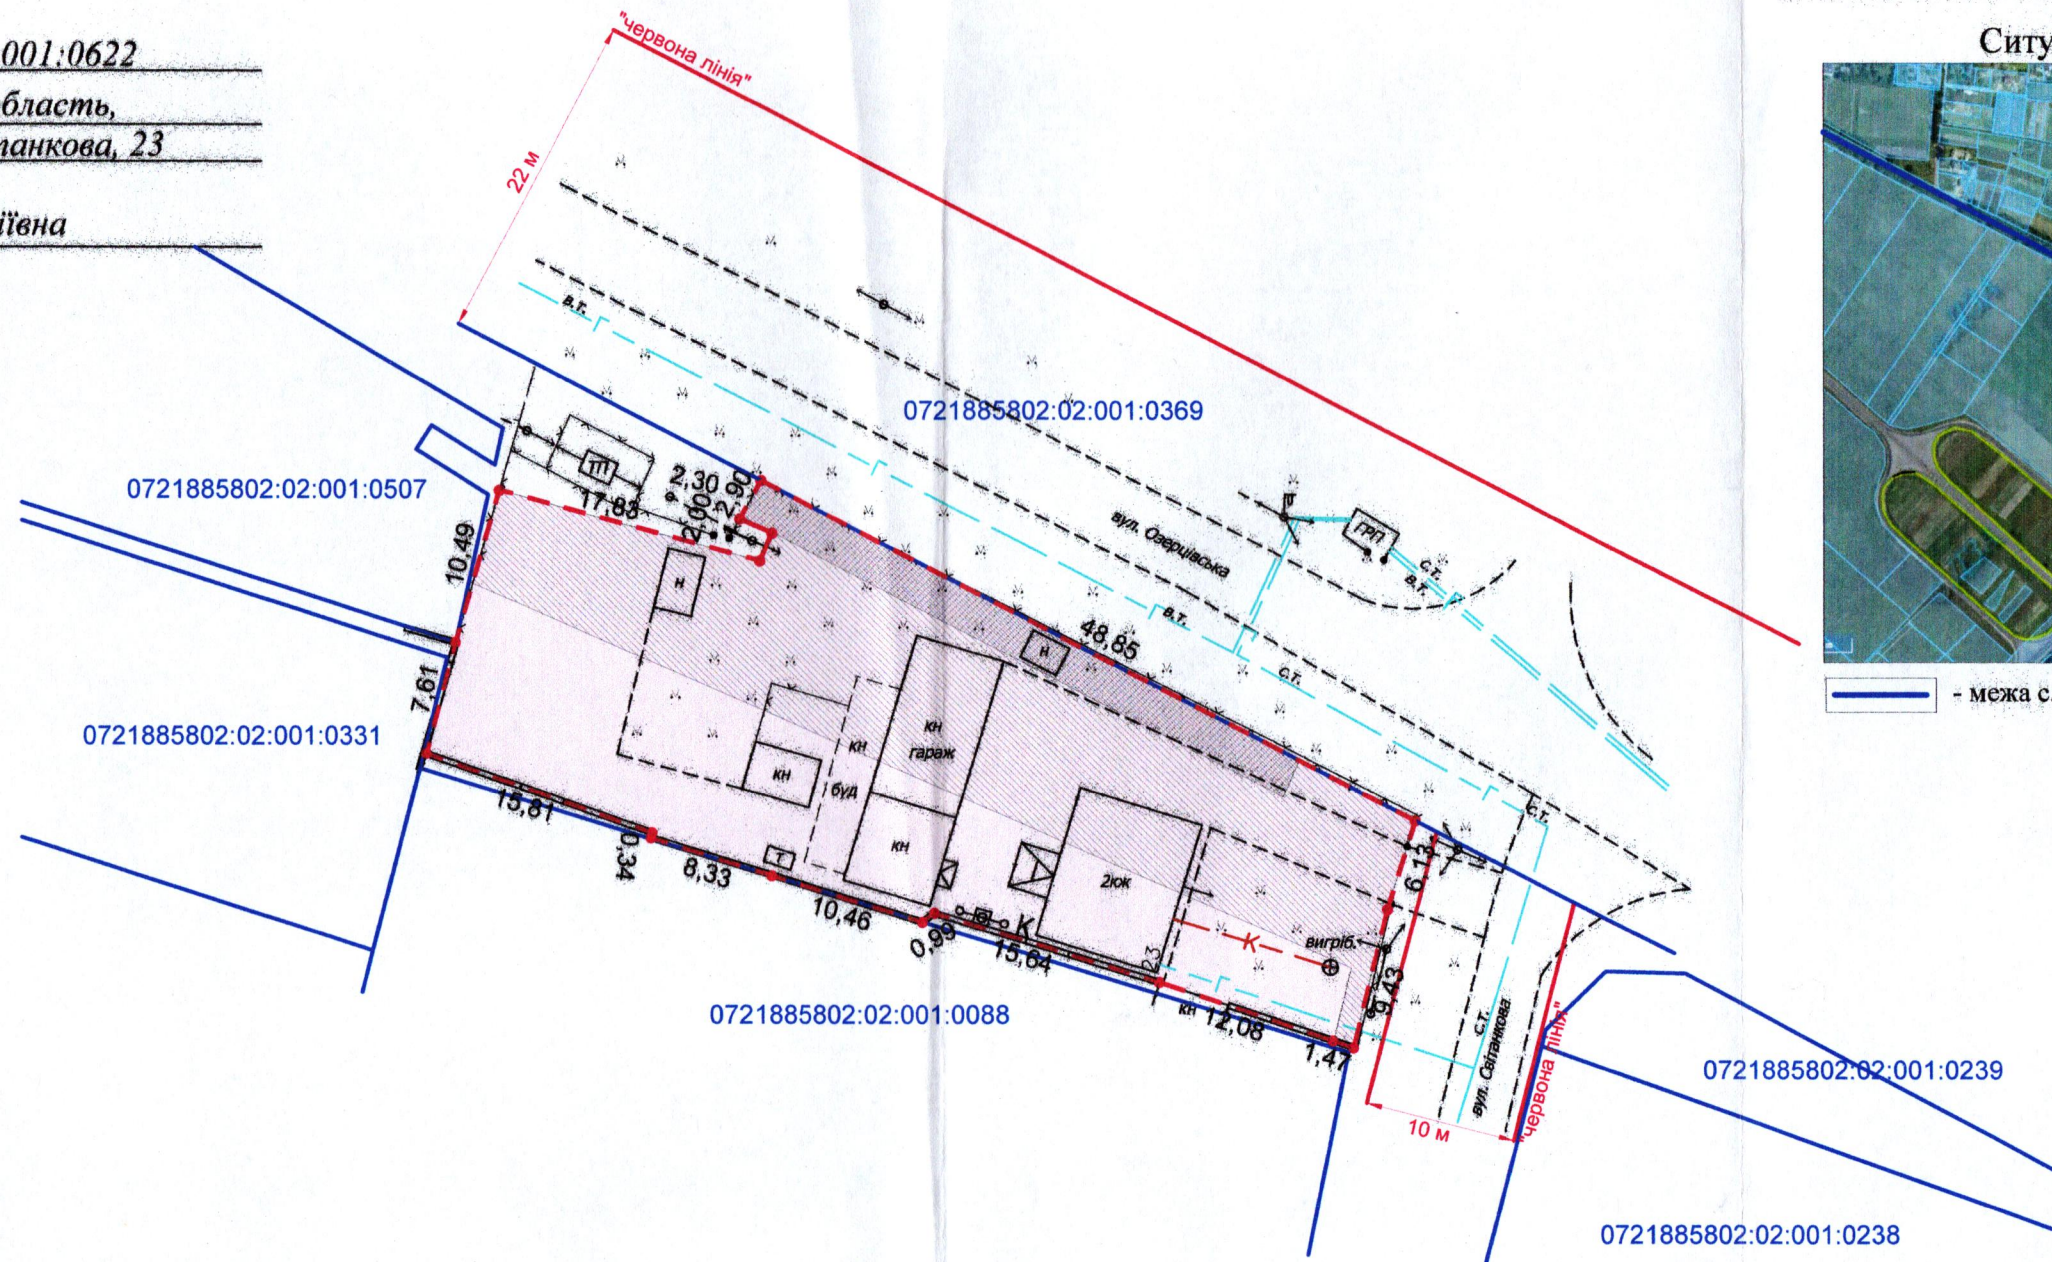 001:0622
бласть,
танкова, 23
ївна
Ситу
"червона лінія"
22 м
в.т.
0721885802:02:001:0369
0721885802:02:001:0507
ТП
2,30
2,90
17,83
2,00
10,49
вул. Озерцівська
ГРП
с.т.
в.т.
н
н
48,85
в.т.
с.т.
7,61
- межа с.
0721885802:02:001:0331
кн
гараж
кн
кн
буд
15,81
0,34
т
8,33
кн
2кж
с.т.
6,13
10,46
0,99
К
15,64
23
К
вигріб.
9,43
0721885802:02:001:0088
кн
12,08
1,47
с.т.
вул. Світанкова
"червона лінія"
10 м
0721885802:02:001:0239
0721885802:02:001:0238